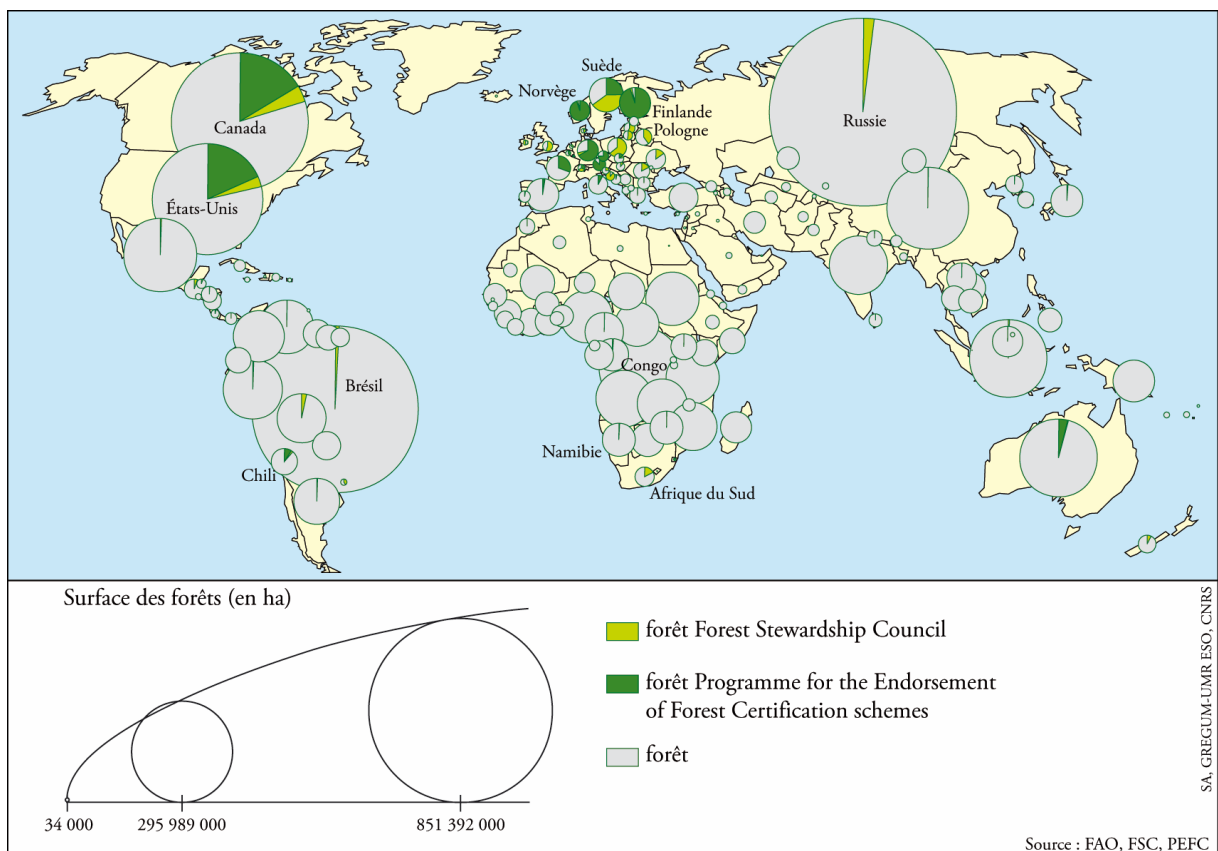 Suède
Norvège
Finlande
Pologne
Canada
Russie
États-Unis
Brésil
Congo
Namibie
Chili
Afrique du Sud
Surface des forêts (en ha)
forêt Forest Stewardship Council
forêt Programme for the Endorsement
of Forest Certification schemes
forêt
34 000
295 989 000
851 392 000
SA, GREGUM-UMR ESO, CNRS
Source : FAO, FSC, PEFC